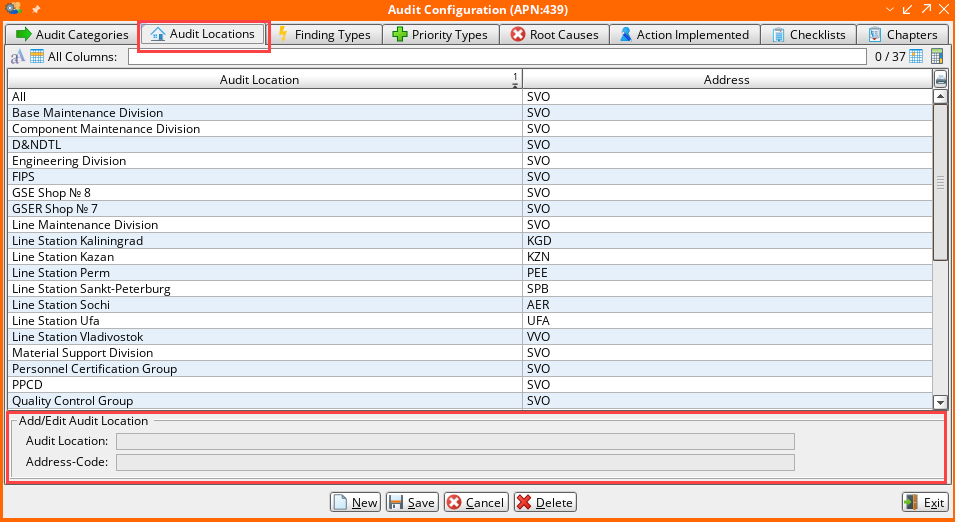 Audit Configuration (APN:439)
Audit Categories Audit Locations Finding Types Priority Types Root Causes Action Implemented Checklists Chapters
All Columns: 0 / 37
Audit Location 1 Address
All SVO
Base Maintenance Division SVO
Component Maintenance Division SVO
D&NDTL SVO
Engineering Division SVO
FIPS SVO
GSE Shop № 8 SVO
GSER Shop № 7 SVO
Line Maintenance Division SVO
Line Station Kaliningrad KGD
Line Station Kazan KZN
Line Station Perm PEE
Line Station Sankt-Peterburg SPB
Line Station Sochi AER
Line Station Ufa UFA
Line Station Vladivostok VVO
Material Support Division SVO
Personnel Certification Group SVO
PPCD SVO
Quality Control Group SVO
Add/Edit Audit Location
Audit Location:
Address-Code:
New Save Cancel Delete Exit